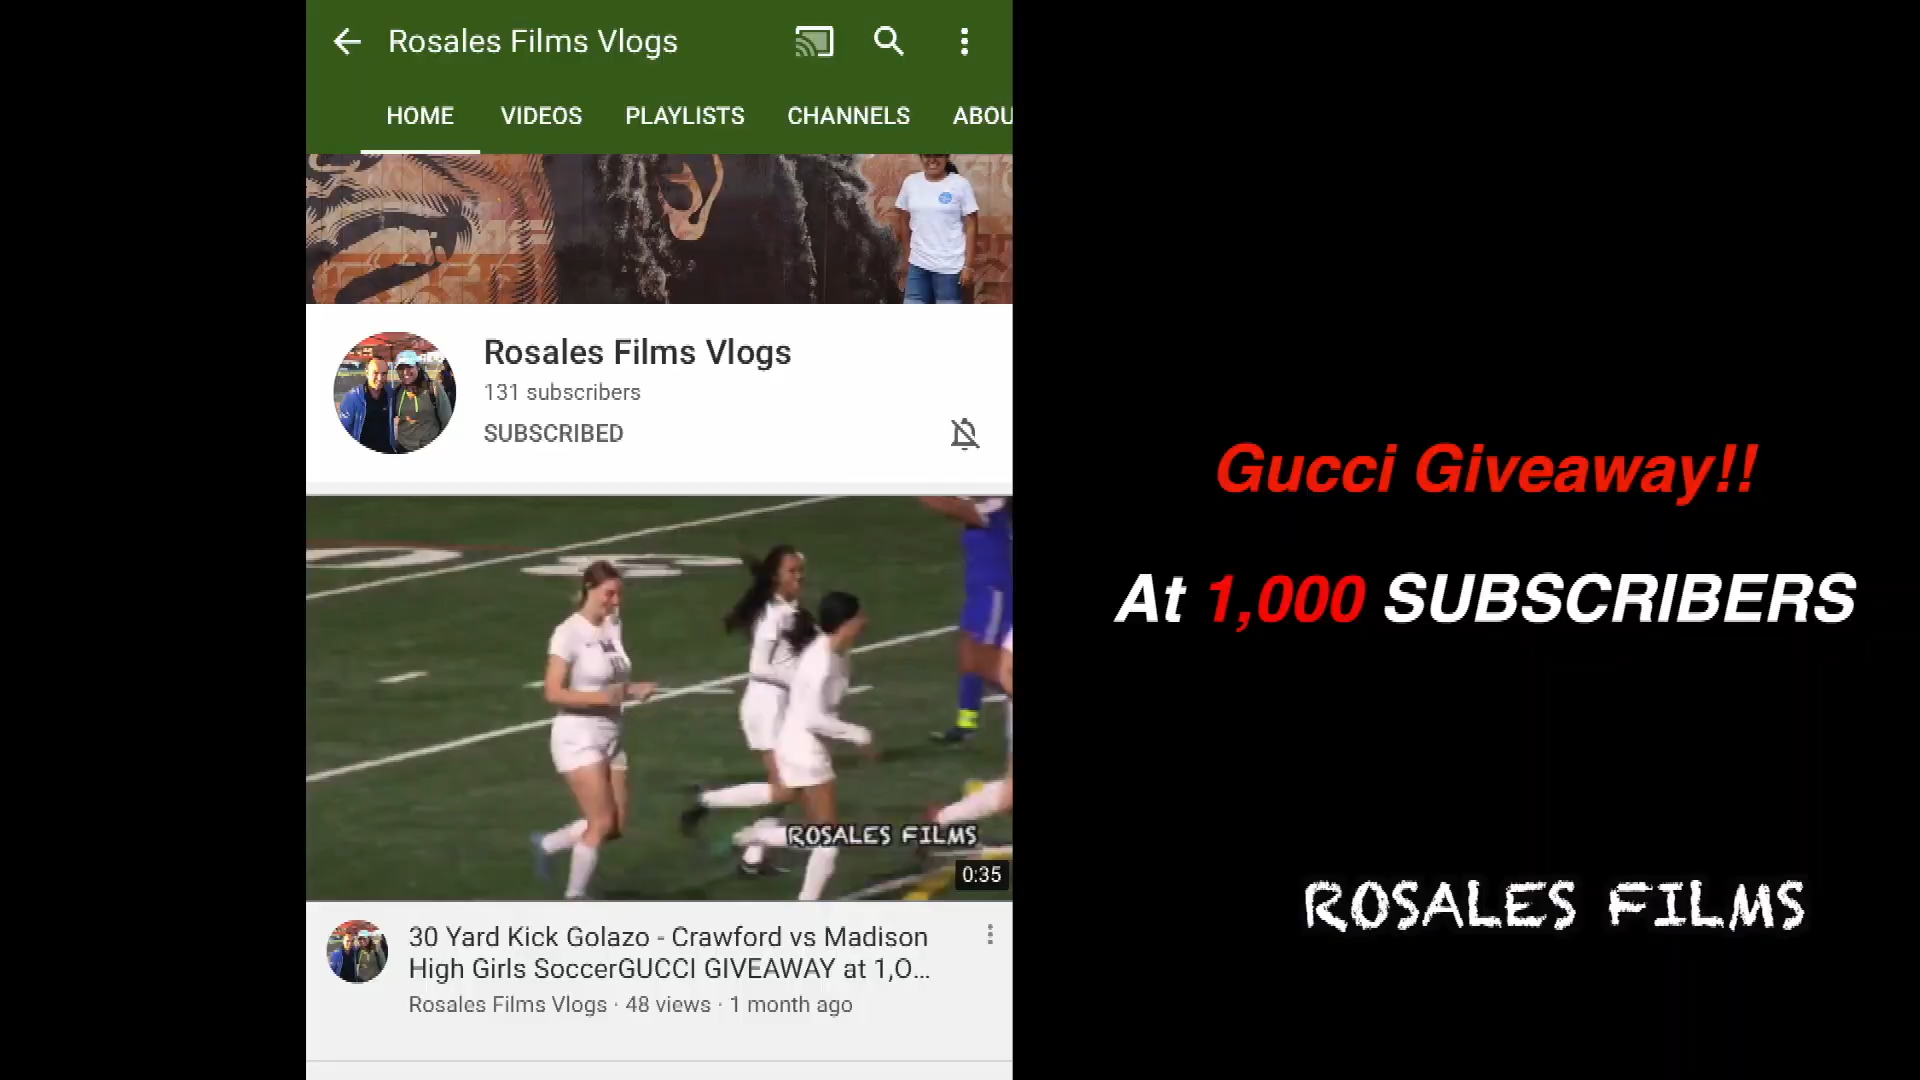 Rosales Films Vlogs
HOME VIDEOS PLAYLISTS CHANNELS ABOU
Rosales Films Vlogs
131 subscribers
SUBSCRIBED
ROSALES FILMS
0:35
30 Yard Kick Golazo - Crawford vs Madison
High Girls SoccerGUCCI GIVEAWAY at 1,O...
Rosales Films Vlogs · 48 views · 1 month ago
Gucci Giveaway!!
At 1,000 SUBSCRIBERS
ROSALES FILMS